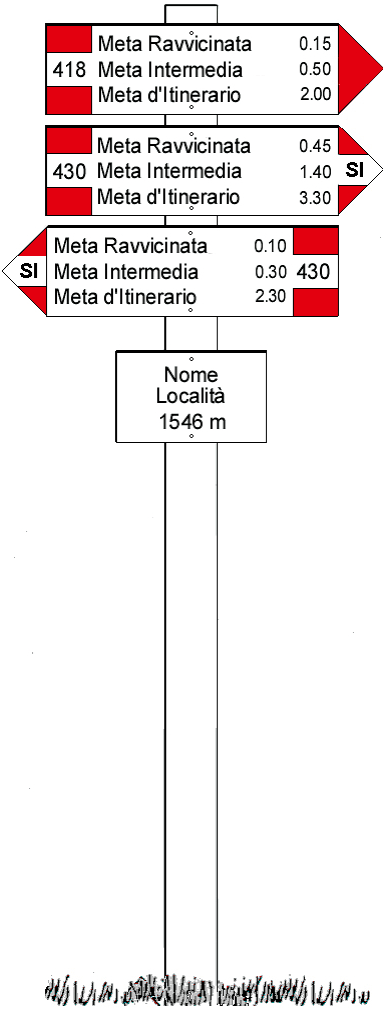 Meta Ravvicinata 0.15
418 Meta Intermedia 0.50
Meta d'Itinerario 2.00
Meta Ravvicinata 0.45
430 Meta Intermedia 1.40 SI
Meta d'Itinerario 3.30
Meta Ravvicinata 0.10
SI Meta Intermedia 0.30 430
Meta d'Itinerario 2.30
Nome
Località
1546 m